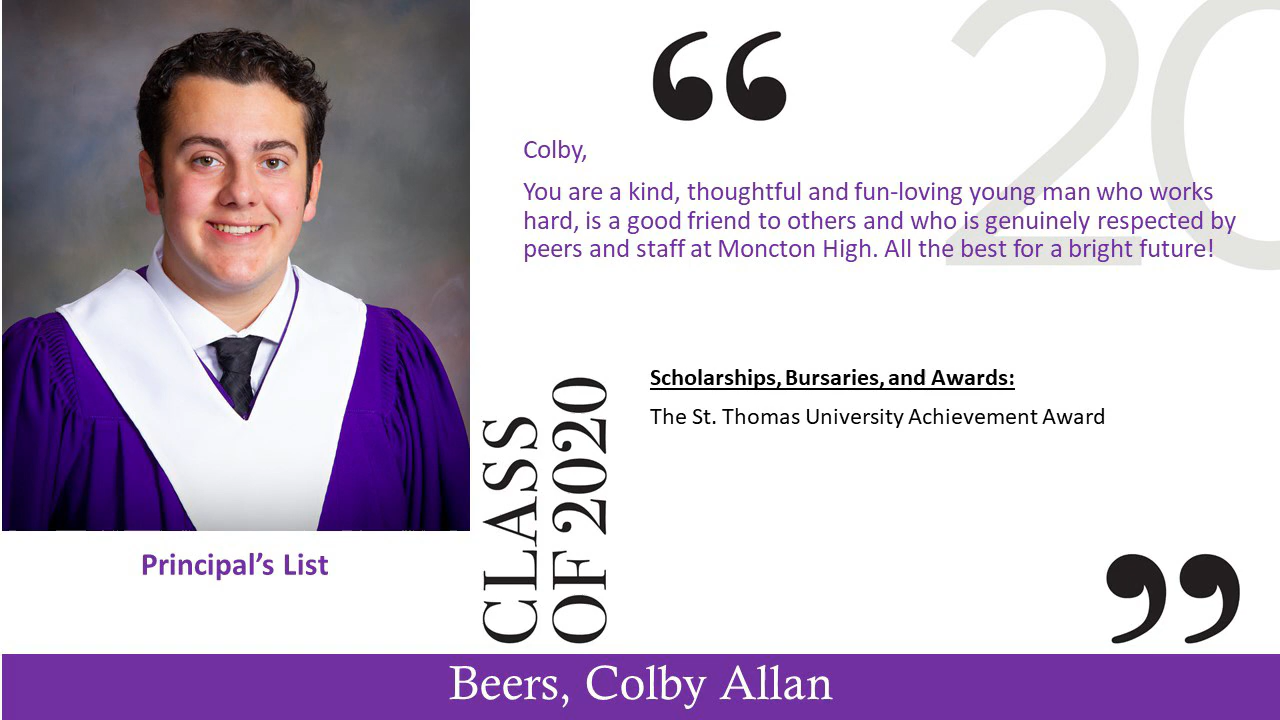 20
“
Colby,
You are a kind, thoughtful and fun-loving young man who works
hard, is a good friend to others and who is genuinely respected by
peers and staff at Moncton High. All the best for a bright future!
Scholarships, Bursaries, and Awards:
The St. Thomas University Achievement Award
CLASS
OF 2020
”
Principal’s List
Beers, Colby Allan